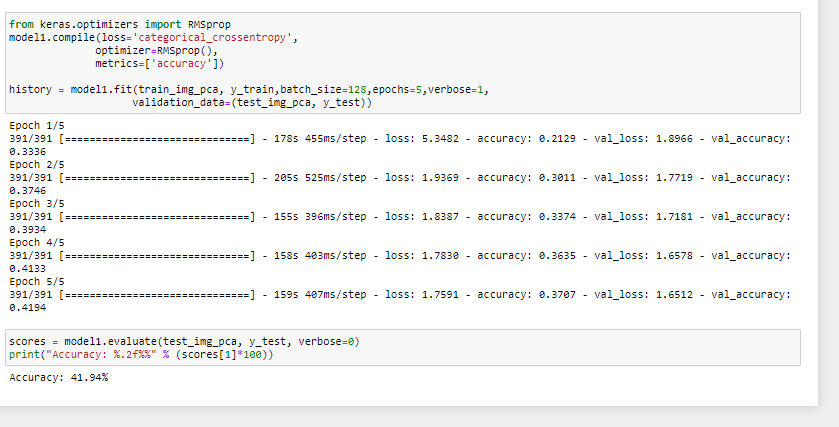 from keras.optimizers import RMSprop
model1.compile(loss='categorical_crossentropy',
              optimizer=RMSprop(),
              metrics=['accuracy'])

history = model1.fit(train_img_pca, y_train,batch_size=128,epochs=5,verbose=1,
                    validation_data=(test_img_pca, y_test))
Epoch 1/5
391/391 [==============================] - 178s 455ms/step - loss: 5.3482 - accuracy: 0.2129 - val_loss: 1.8966 - val_accuracy:
0.3336
Epoch 2/5
391/391 [==============================] - 205s 525ms/step - loss: 1.9369 - accuracy: 0.3011 - val_loss: 1.7719 - val_accuracy:
0.3746
Epoch 3/5
391/391 [==============================] - 155s 396ms/step - loss: 1.8387 - accuracy: 0.3374 - val_loss: 1.7181 - val_accuracy:
0.3934
Epoch 4/5
391/391 [==============================] - 158s 403ms/step - loss: 1.7830 - accuracy: 0.3635 - val_loss: 1.6578 - val_accuracy:
0.4133
Epoch 5/5
391/391 [==============================] - 159s 407ms/step - loss: 1.7591 - accuracy: 0.3707 - val_loss: 1.6512 - val_accuracy:
0.4194
scores = model1.evaluate(test_img_pca, y_test, verbose=0)
print("Accuracy: %.2f%%" % (scores[1]*100))
Accuracy: 41.94%